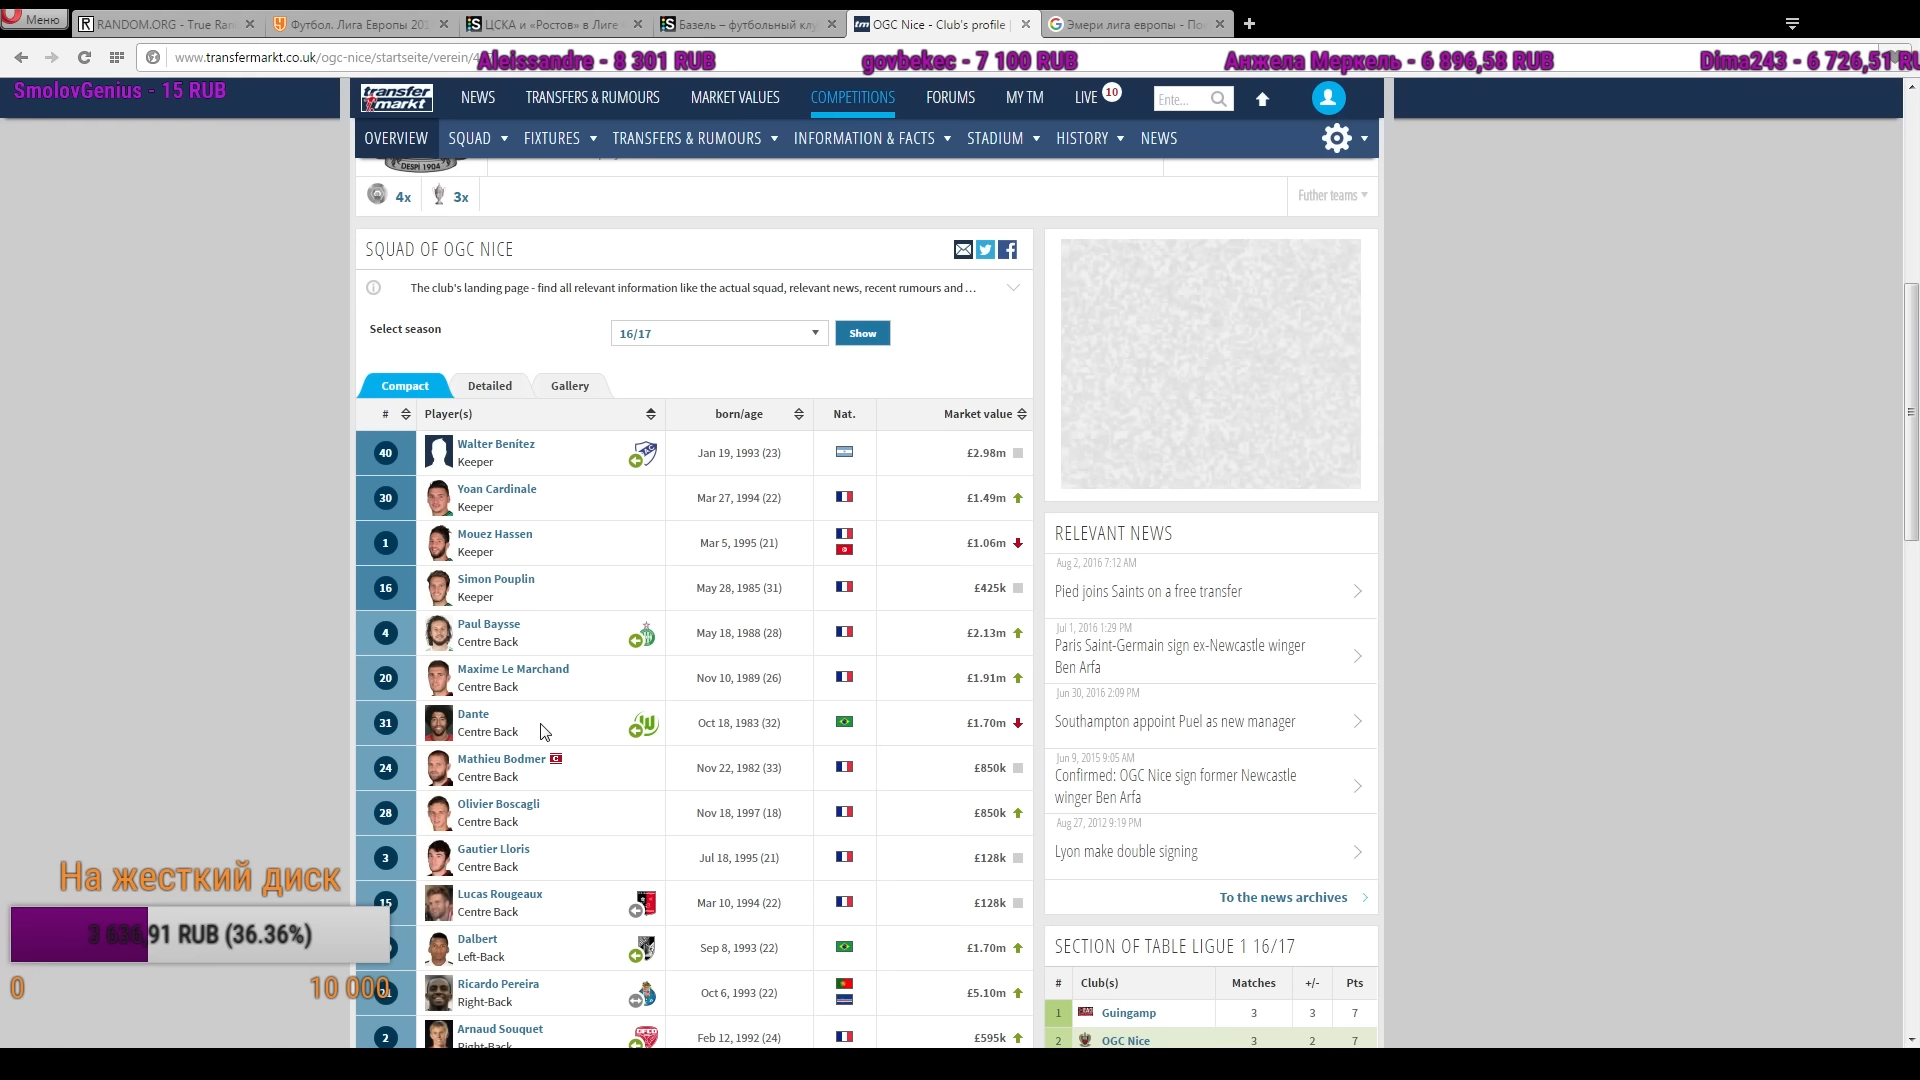 Меню
RANDOM.ORG - True Ran
Футбол. Лига Европы 201
ЦСКА и «Ростов» в Лиге
Базель – футбольный клу
OGC Nice - Club's profile |
Эмери лига европы - По
www.transfermarkt.co.uk/ogc-nice/startseite/verein/4
Aleissandre - 8 301 RUB
govbekec - 7 100 RUB
Анжела Меркель - 6 896,58 RUB
Dima243 - 6 726,51 RU
SmolovGenius - 15 RUB
transfer markt
NEWS
TRANSFERS & RUMOURS
MARKET VALUES
COMPETITIONS
FORUMS
MY TM
LIVE 10
Ente...
OVERVIEW
SQUAD
FIXTURES
TRANSFERS & RUMOURS
INFORMATION & FACTS
STADIUM
HISTORY
NEWS
DESPÍ 1904
4x
3x
Futher teams
SQUAD OF OGC NICE
The club's landing page - find all relevant information like the actual squad, relevant news, recent rumours and ...
Select season
16/17
Show
Compact
Detailed
Gallery
# Player(s) born/age Nat. Market value
40 Walter Benítez Jan 19, 1993 (23) £2.98m
Keeper
30 Yoan Cardinale Mar 27, 1994 (22) £1.49m
Keeper
1 Mouez Hassen Mar 5, 1995 (21) £1.06m
Keeper
16 Simon Pouplin May 28, 1985 (31) £425k
Keeper
4 Paul Baysse May 18, 1988 (28) £2.13m
Centre Back
20 Maxime Le Marchand Nov 10, 1989 (26) £1.91m
Centre Back
31 Dante Oct 18, 1983 (32) £1.70m
Centre Back
24 Mathieu Bodmer Nov 22, 1982 (33) £850k
Centre Back
28 Olivier Boscagli Nov 18, 1997 (18) £850k
Centre Back
3 Gautier Lloris Jul 18, 1995 (21) £128k
Centre Back
15 Lucas Rougeaux Mar 10, 1994 (22) £128k
Centre Back
Dalbert Sep 8, 1993 (22) £1.70m
Left-Back
21 Ricardo Pereira Oct 6, 1993 (22) £5.10m
Right-Back
2 Arnaud Souquet Feb 12, 1992 (24) £595k
Right-Back
RELEVANT NEWS
Aug 2, 2016 7:12 AM
Pied joins Saints on a free transfer
Jul 1, 2016 1:29 PM
Paris Saint-Germain sign ex-Newcastle winger
Ben Arfa
Jun 30, 2016 2:09 PM
Southampton appoint Puel as new manager
Jun 9, 2015 9:05 AM
Confirmed: OGC Nice sign former Newcastle
winger Ben Arfa
Aug 27, 2012 9:19 PM
Lyon make double signing
To the news archives
SECTION OF TABLE LIGUE 1 16/17
# Club(s) Matches +/- Pts
1 Guingamp 3 3 7
2 OGC Nice 3 2 7
На жесткий диск
3 636,91 RUB (36.36%)
0
10 000